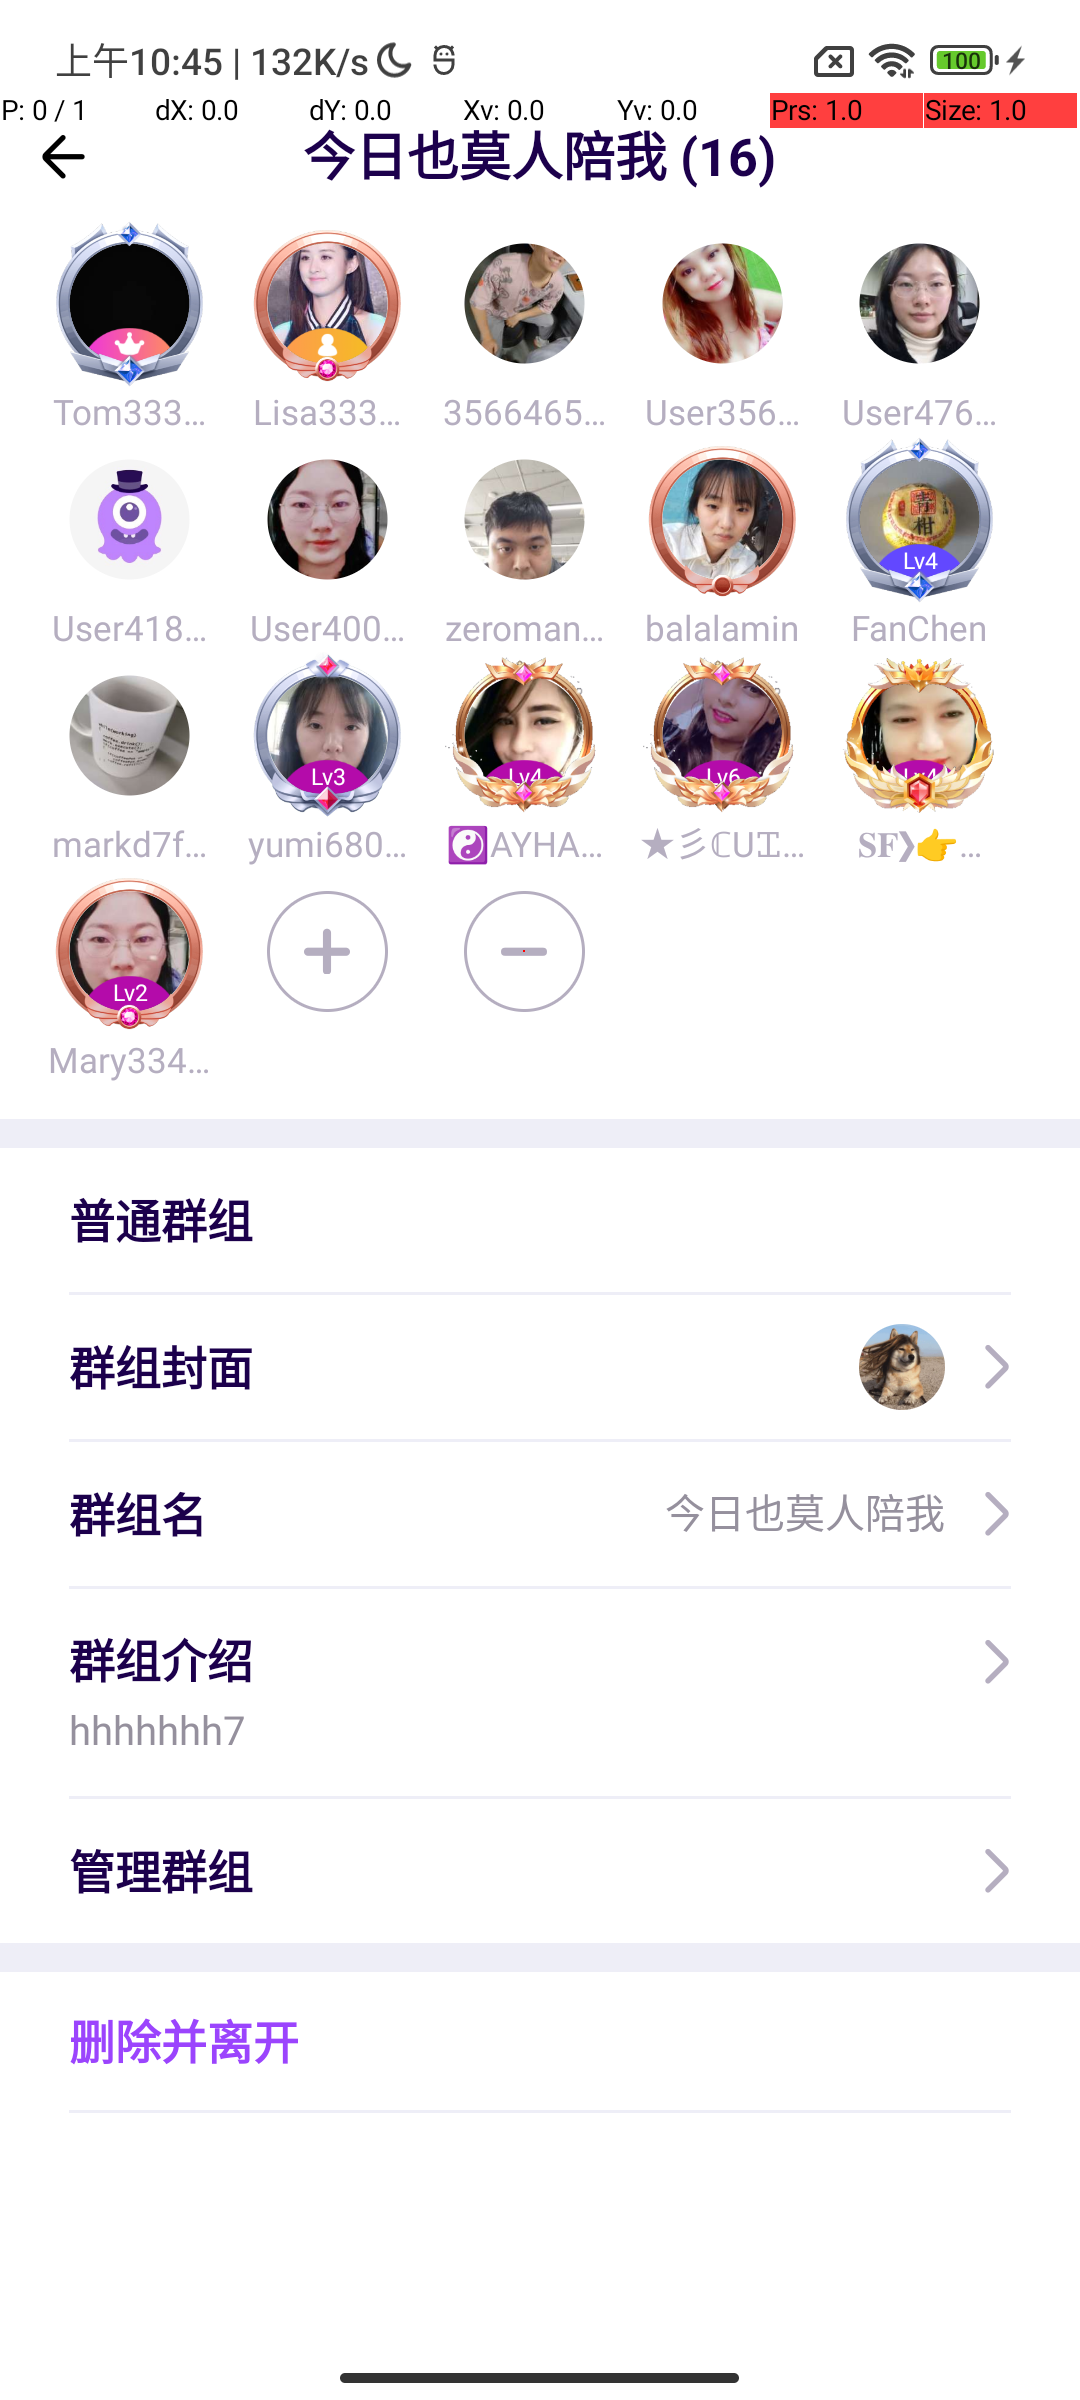 上午10:45 | 132K/s
100
P: 0 / 1 dX: 0.0 dY: 0.0 Xv: 0.0 Yv: 0.0 Prs: 1.0 Size: 1.0
今日也莫人陪我 (16)
Tom333... Lisa333... 3566465... User356... User476...
青
柑
Lv4
User418... User400... zeroman... balalamin FanChen
Lv3 Lv4 Lv6 Lv4
markd7f... yumi680... ☯AYHA... ★彡ℂU工... 𝐒𝐅❯👉...
Lv2
Mary334...
普通群组
群组封面
群组名 今日也莫人陪我
群组介绍
hhhhhhh7
管理群组
删除并离开